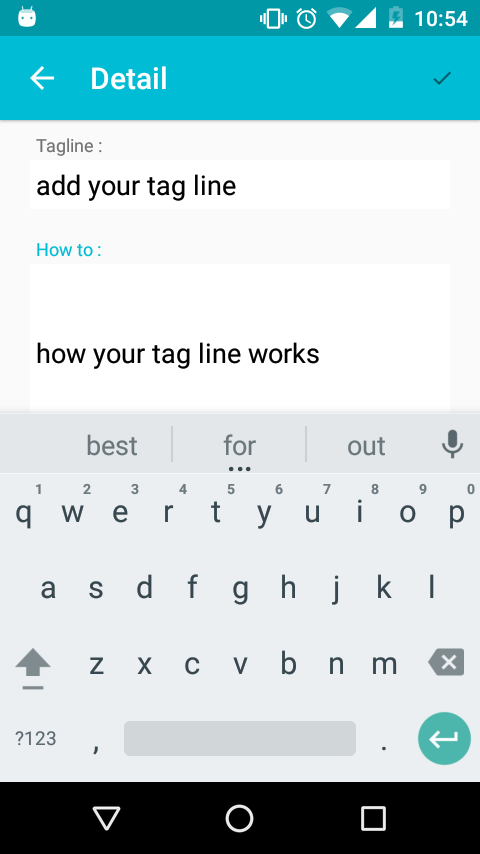 10:54
Detail
Tagline :
add your tag line
How to :
how your tag line works
best for out
1 2 3 4 5 6 7 8 9 0
q w e r t y u i o p
a s d f g h j k l
z x c v b n m
?123 , .